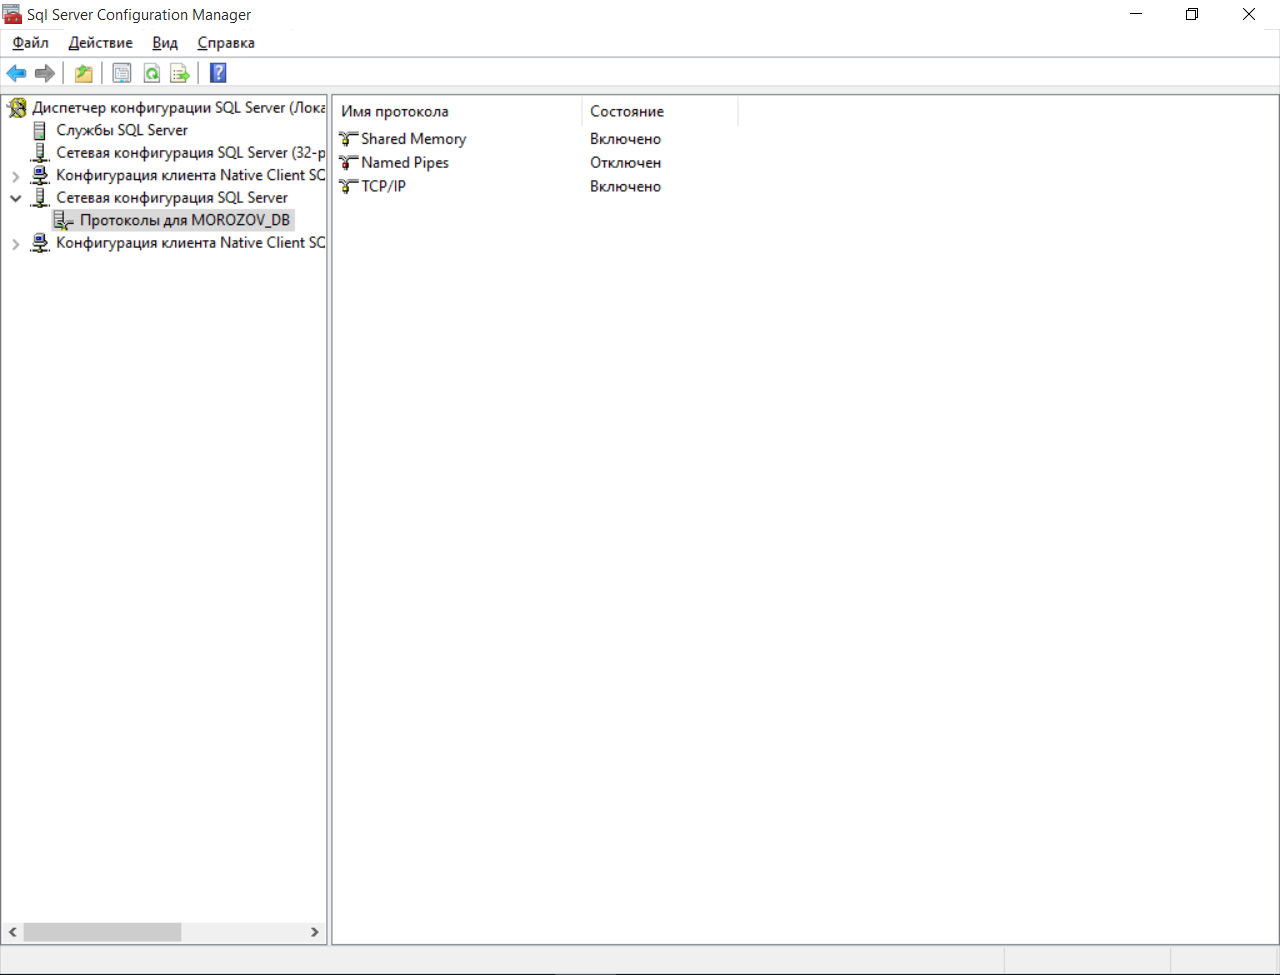 Sql Server Configuration Manager
Файл Действие Вид Справка
Диспетчер конфигурации SQL Server (Лока
Службы SQL Server
Сетевая конфигурация SQL Server (32-р
Конфигурация клиента Native Client SQ
Сетевая конфигурация SQL Server
Протоколы для MOROZOV_DB
Конфигурация клиента Native Client SQ
Имя протокола Состояние
Shared Memory Включено
Named Pipes Отключен
TCP/IP Включено